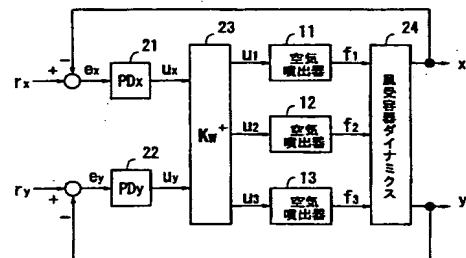 21
23
11
24
rx
+
−
ex
PDx
ux
Kw+
u1
空気
噴出器
f1
風受容器ダイナミクス
x
12
u2
空気
噴出器
f2
22
13
ry
+
−
ey
PDy
uy
u3
空気
噴出器
f3
y